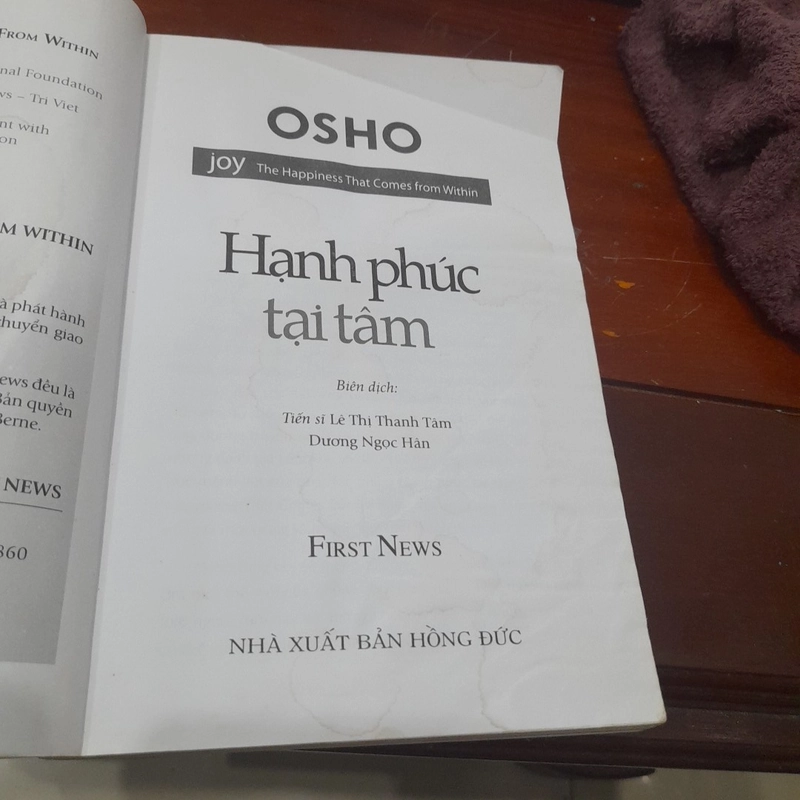 FROM WITHIN
nal Foundation
ws – Tri Viet
nt with
on
M WITHIN
à phát hành
chuyển giao
ews đều là
Bản quyền
Berne.
NEWS
860
OSHO
joy The Happiness That Comes from Within
Hạnh phúc
tại tâm
Biên dịch:
Tiến sĩ Lê Thị Thanh Tâm
Dương Ngọc Hân
FIRST NEWS
NHÀ XUẤT BẢN HỒNG ĐỨC